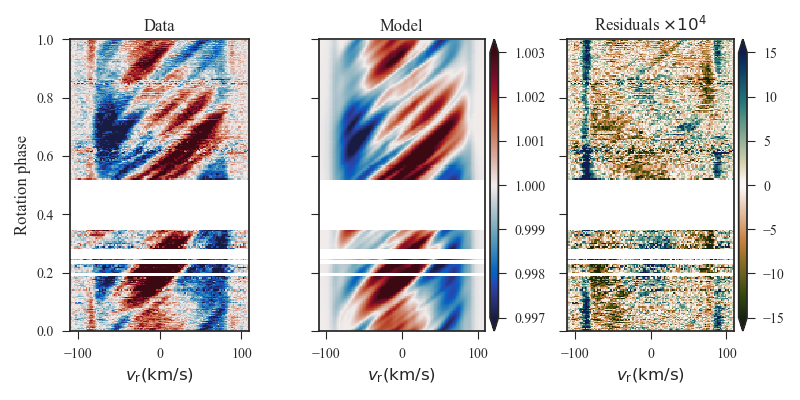 Data
Model
Residuals ×10⁴
Rotation phase
1.0
0.8
0.6
0.4
0.2
0.0
−100 0 100
v_r(km/s)
−100 0 100
v_r(km/s)
1.003
1.002
1.001
1.000
0.999
0.998
0.997
−100 0 100
v_r(km/s)
15
10
5
0
−5
−10
−15